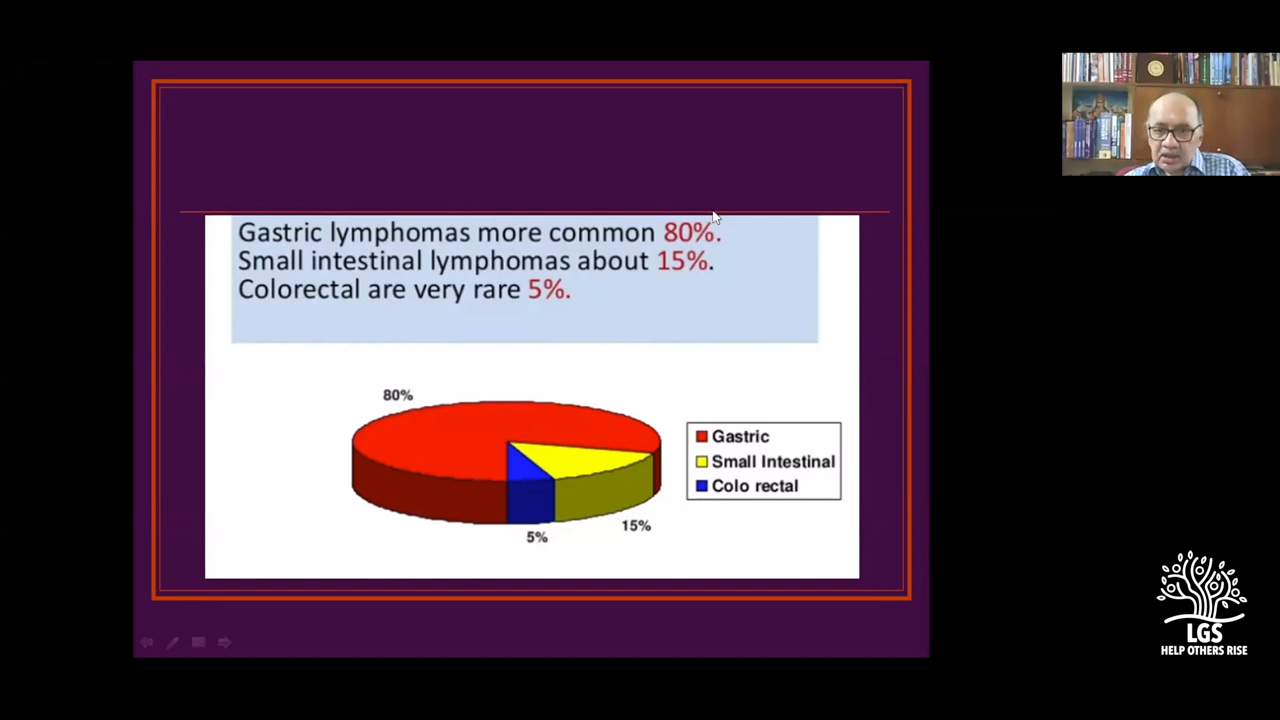 Gastric lymphomas more common 80%.
Small intestinal lymphomas about 15%.
Colorectal are very rare 5%.
80%
Gastric
Small Intestinal
Colo rectal
15%
5%
LGS
HELP OTHERS RISE